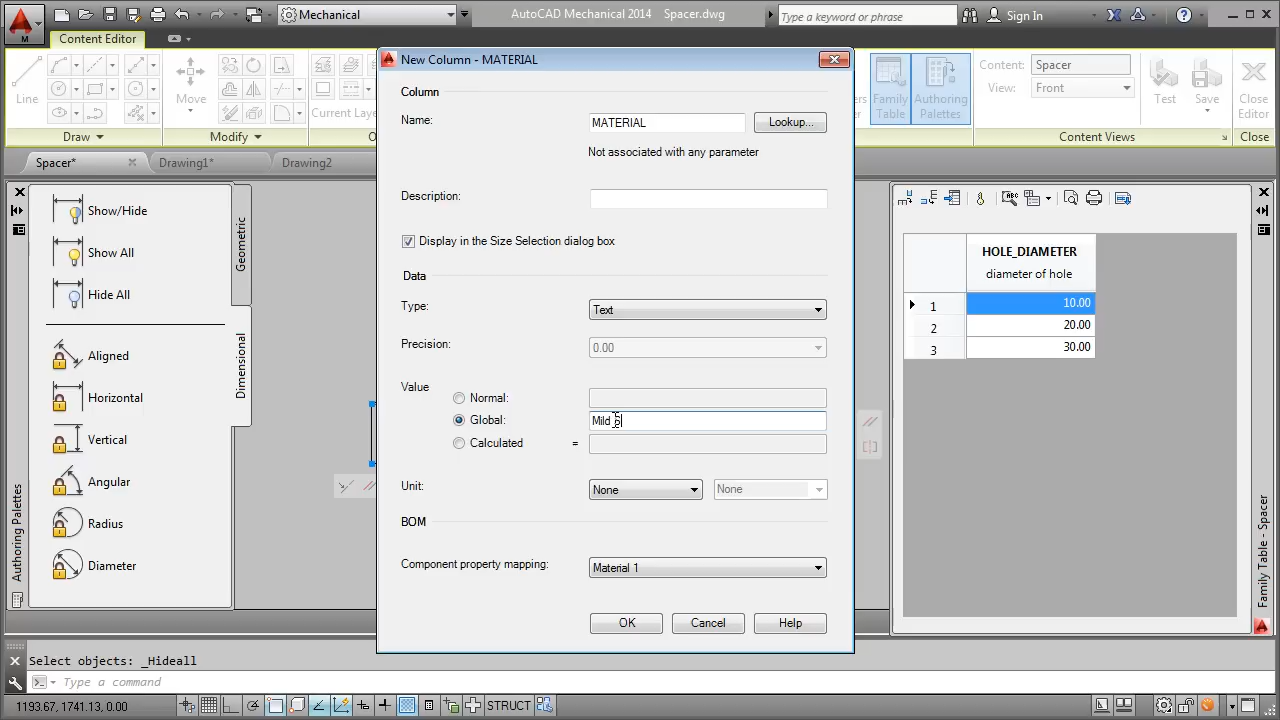 Mechanical
AutoCAD Mechanical 2014 Spacer.dwg
Type a keyword or phrase
Sign In
M
Content Editor
Line
Move
Current Layer
Draw
Modify
Family Table
Authoring Palettes
Content: Spacer
View: Front
Test
Save
Close Editor
Content Views
Spacer*
Drawing1*
Drawing2
Show/Hide
Show All
Hide All
Aligned
Horizontal
Vertical
Angular
Radius
Diameter
Geometric
Dimensional
Authoring Palettes
New Column - MATERIAL
Column
Name: MATERIAL Lookup...
Not associated with any parameter
Description:
Display in the Size Selection dialog box
Data
Type: Text
Precision: 0.00
Value
Normal:
Global: Mild S
Calculated =
Unit: None None
BOM
Component property mapping: Material 1
OK Cancel Help
HOLE_DIAMETER
diameter of hole
1 10.00
2 20.00
3 30.00
Family Table - Spacer
Select objects: _Hideall
Type a command
1193.67, 1741.13, 0.00
STRUCT